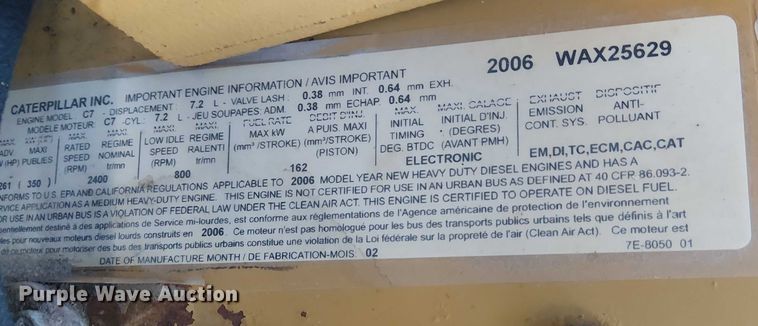 2006 WAX25629
CATERPILLAR INC. IMPORTANT ENGINE INFORMATION / AVIS IMPORTANT
ENGINE MODEL C7 - DISPLACEMENT : 7.2 L - VALVE LASH : 0.38 mm INT. 0.64 mm EXH.
MODELE MOTEUR: C7 -CYL: 7.2 L -JEU SOUPAPES: ADM. 0.38 mm ECHAP. 0.64 mm
MAXI MAX. MAXI. FUEL RATE DEBIT D'INJ. MAX. MAXI. CALAGE EXHAUST DISPOSITIF
ADV MAXI RATED REGIME LOW IDLE REGIME MAX kW A PUIS. MAXI INITIAL INITIAL D'INJ. EMISSION ANTI-
(HP) PUBLIES SPEED NOMINAL SPEED RALENTI (mm³/STROKE) (mm³/STROKE) TIMING (DEGRES) CONT. SYS. POLLUANT
(RPM) tr/mn (RPM) tr/mn (PISTON) DEG. BTDC (AVANT PMH)
261 ( 350 ) 2400 800 162 ELECTRONIC EM,DI,TC,ECM,CAC,CAT
NFORMS TO U.S. EPA AND CALIFORNIA REGULATIONS APPLICABLE TO 2006 MODEL YEAR NEW HEAVY DUTY DIESEL ENGINES AND HAS A
RVICE APPLICATION AS A MEDIUM HEAVY-DUTY ENGINE. THIS ENGINE IS NOT CERTIFIED FOR USE IN AN URBAN BUS AS DEFINED AT 40 CFR 86.093-2.
OR USE IN AN URBAN BUS IS A VIOLATION OF FEDERAL LAW UNDER THE CLEAN AIR ACT. THIS ENGINE IS CERTIFIED TO OPERATE ON DIESEL FUEL.
sentiellement destiné à des applications de Service mi-lourdes, est conforme aux réglementations de l'Agence américaine de protection de l'environnement
les pour nouveaux moteurs diesel lourds construits en 2006. Ce moteur n'est pas homologué pour les bus des transports publics urbains tels que définis à l'art
de ce moteur pour motoriser des bus des transports publics urbains constitue une violation de la Loi fédérale sur la propreté de l'air (Clean Air Act). Ce moteur est
DATE OF MANUFACTURE MONTH / DE FABRICATION-MOIS: 02 7E-8050 01
Purple Wave Auction